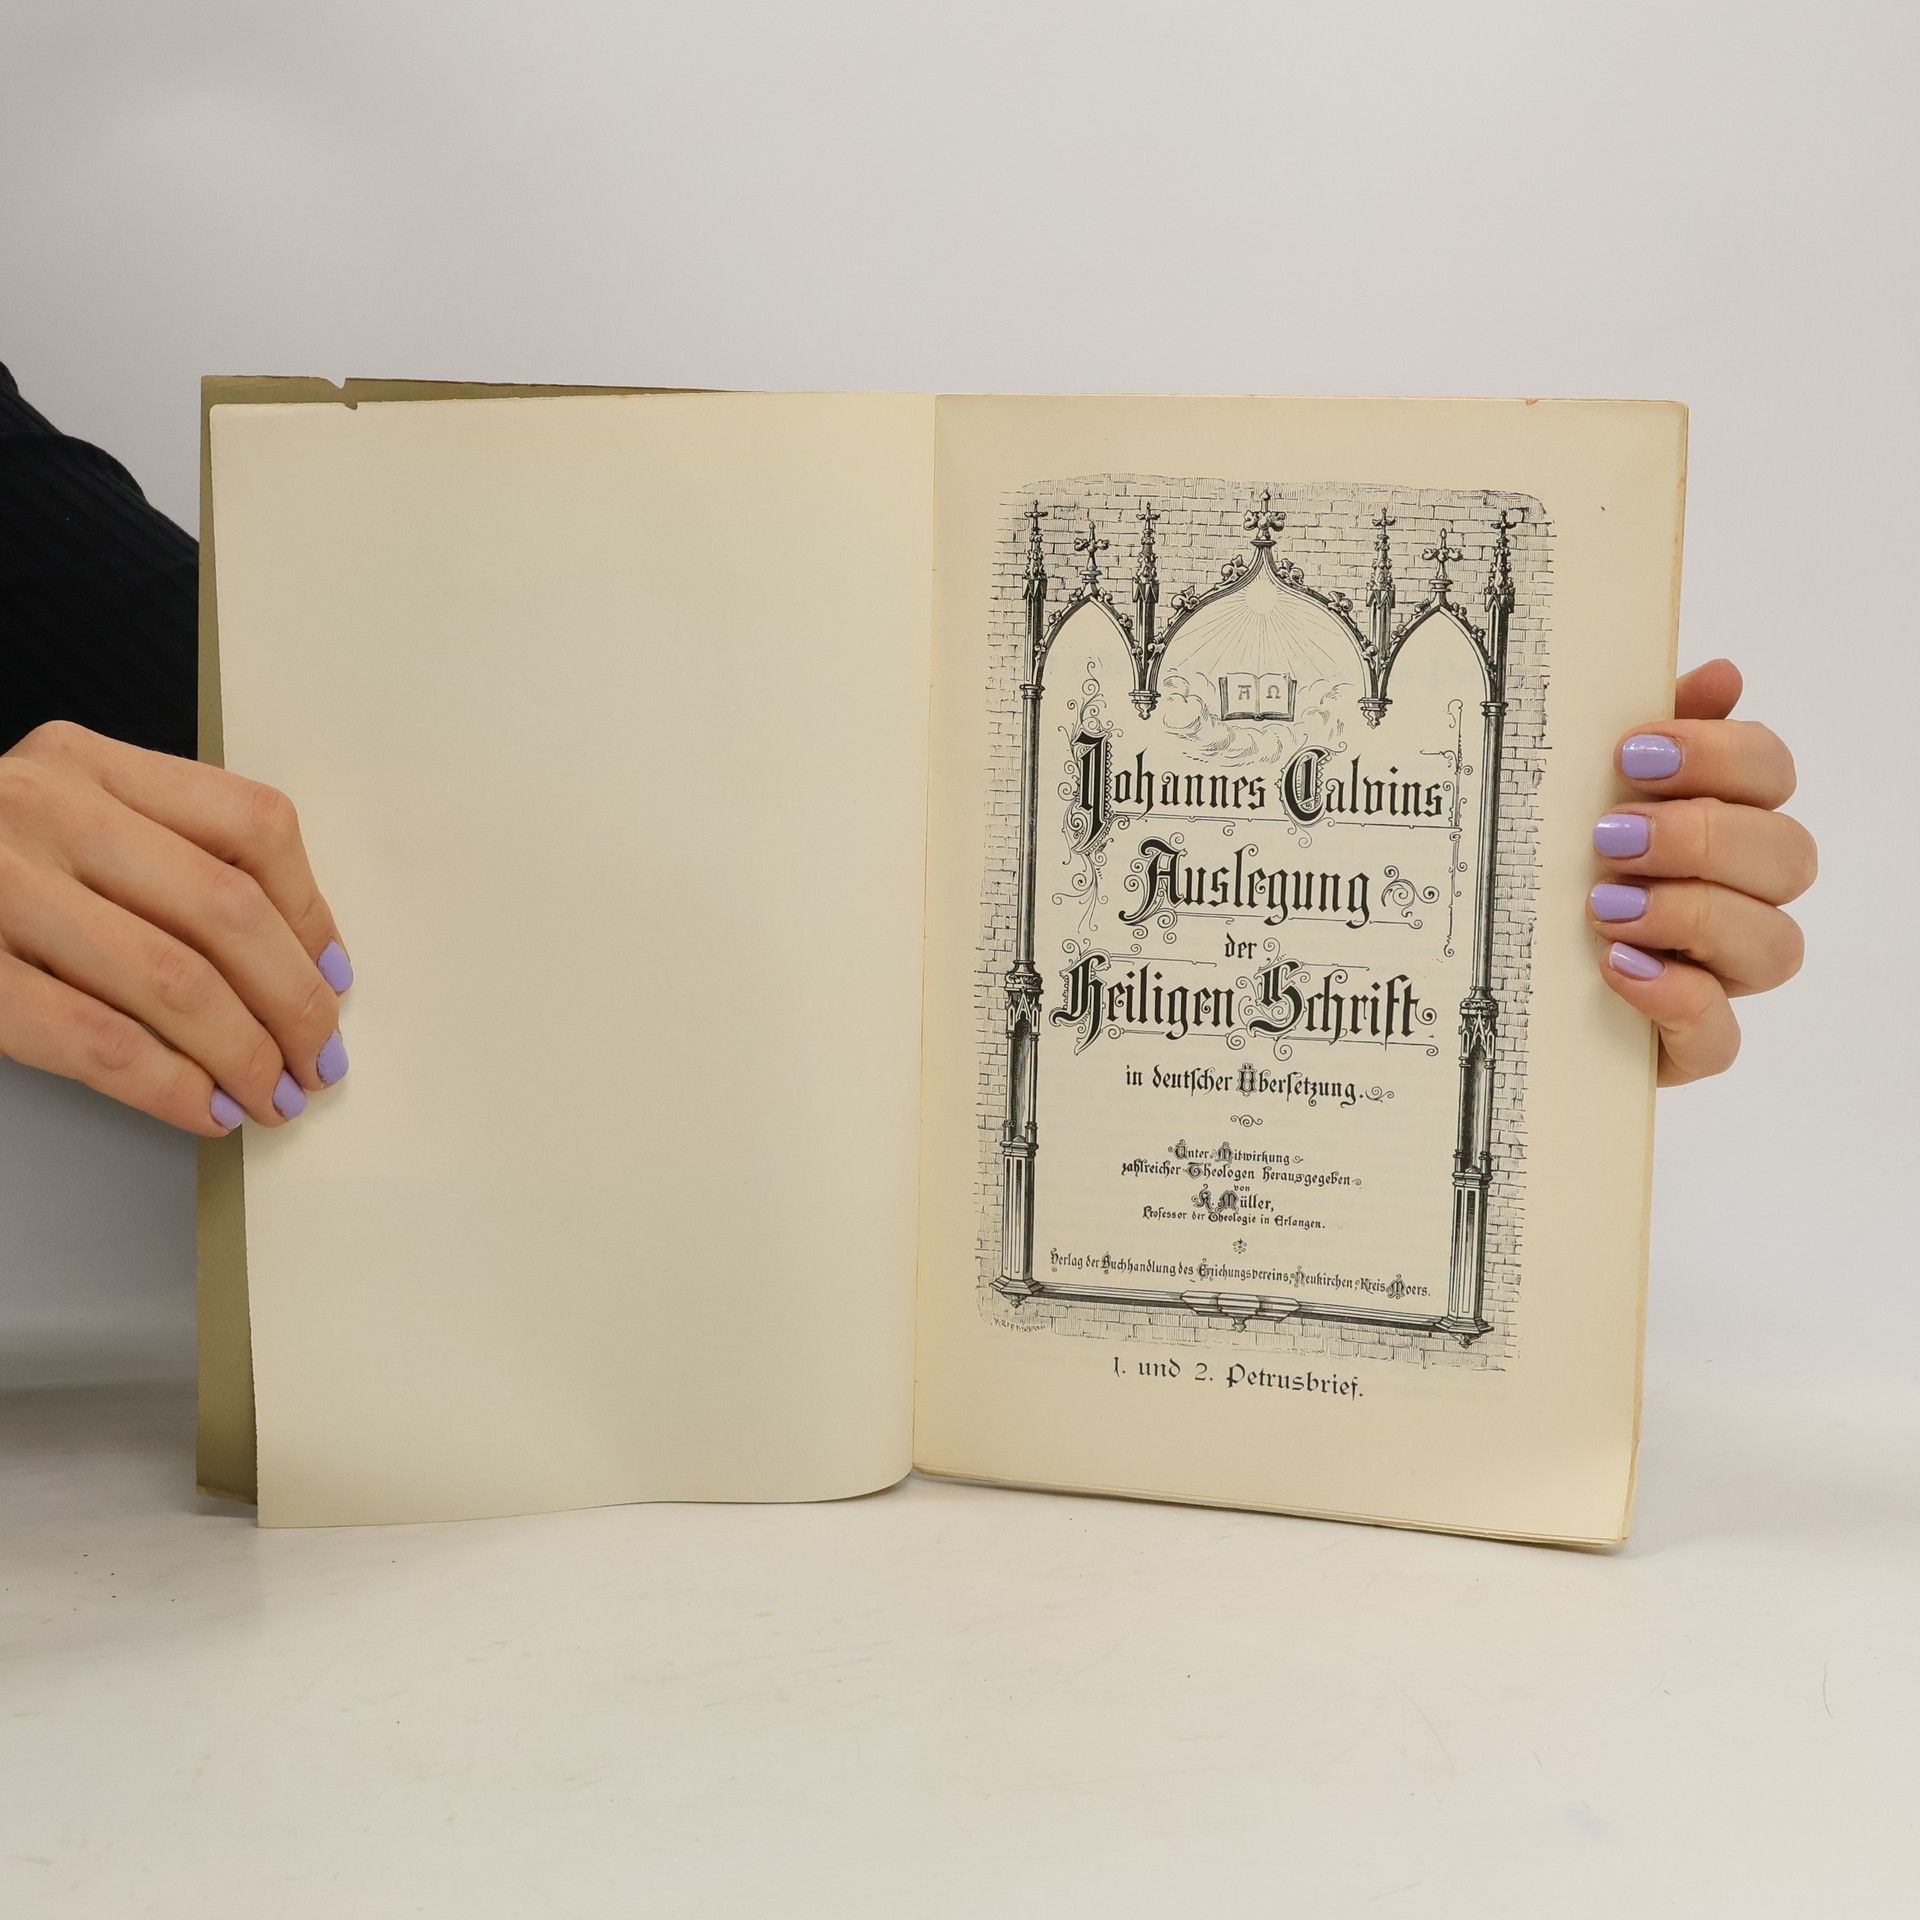 A Ω
Johannes Calvins
Auslegung
der
Heiligen Schrift
in deutscher Übersetzung.
Unter Mitwirkung
zahlreicher Theologen herausgegeben
von
K. Müller,
Professor der Theologie in Erlangen.
Verlag der Buchhandlung des Erziehungsvereins, Neukirchen, Kreis Moers.
1. und 2. Petrusbrief.